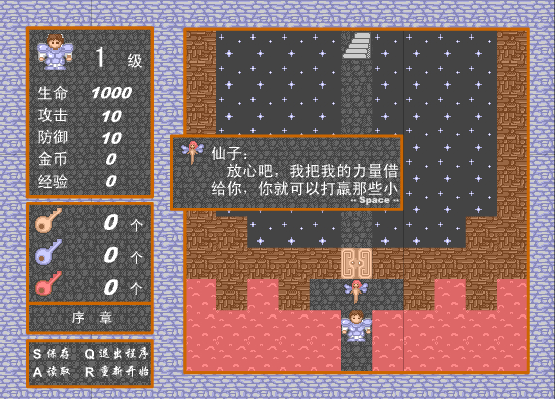 1 级
生命 1000
攻击 10
防御 10
金币 0
经验 0
0 个
0 个
0 个
序 章
S 保存 Q 退出程序
A 读取 R 重新开始
仙子:
放心吧，我把我的力量借
给你，你就可以打赢那些小
-- Space --